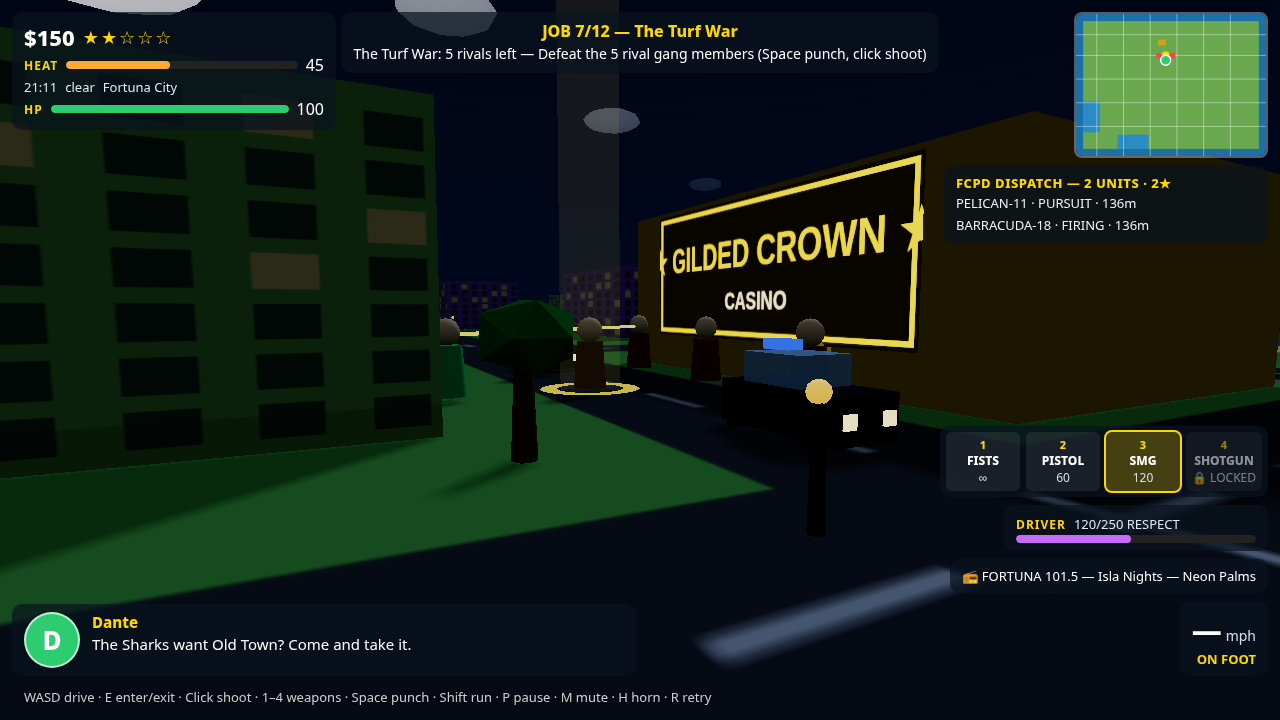 $150 ★★☆☆☆
HEAT 45
21:11 clear Fortuna City
HP 100
JOB 7/12 — The Turf War
The Turf War: 5 rivals left — Defeat the 5 rival gang members (Space punch, click shoot)
FCPD DISPATCH — 2 UNITS · 2★
PELICAN-11 · PURSUIT · 136m
BARRACUDA-18 · FIRING · 136m
★ GILDED CROWN ★
CASINO
1 2 3 4
FISTS PISTOL SMG SHOTGUN
∞ 60 120 🔒 LOCKED
DRIVER 120/250 RESPECT
📻 FORTUNA 101.5 — Isla Nights — Neon Palms
D
Dante
The Sharks want Old Town? Come and take it.
— mph
ON FOOT
WASD drive · E enter/exit · Click shoot · 1–4 weapons · Space punch · Shift run · P pause · M mute · H horn · R retry